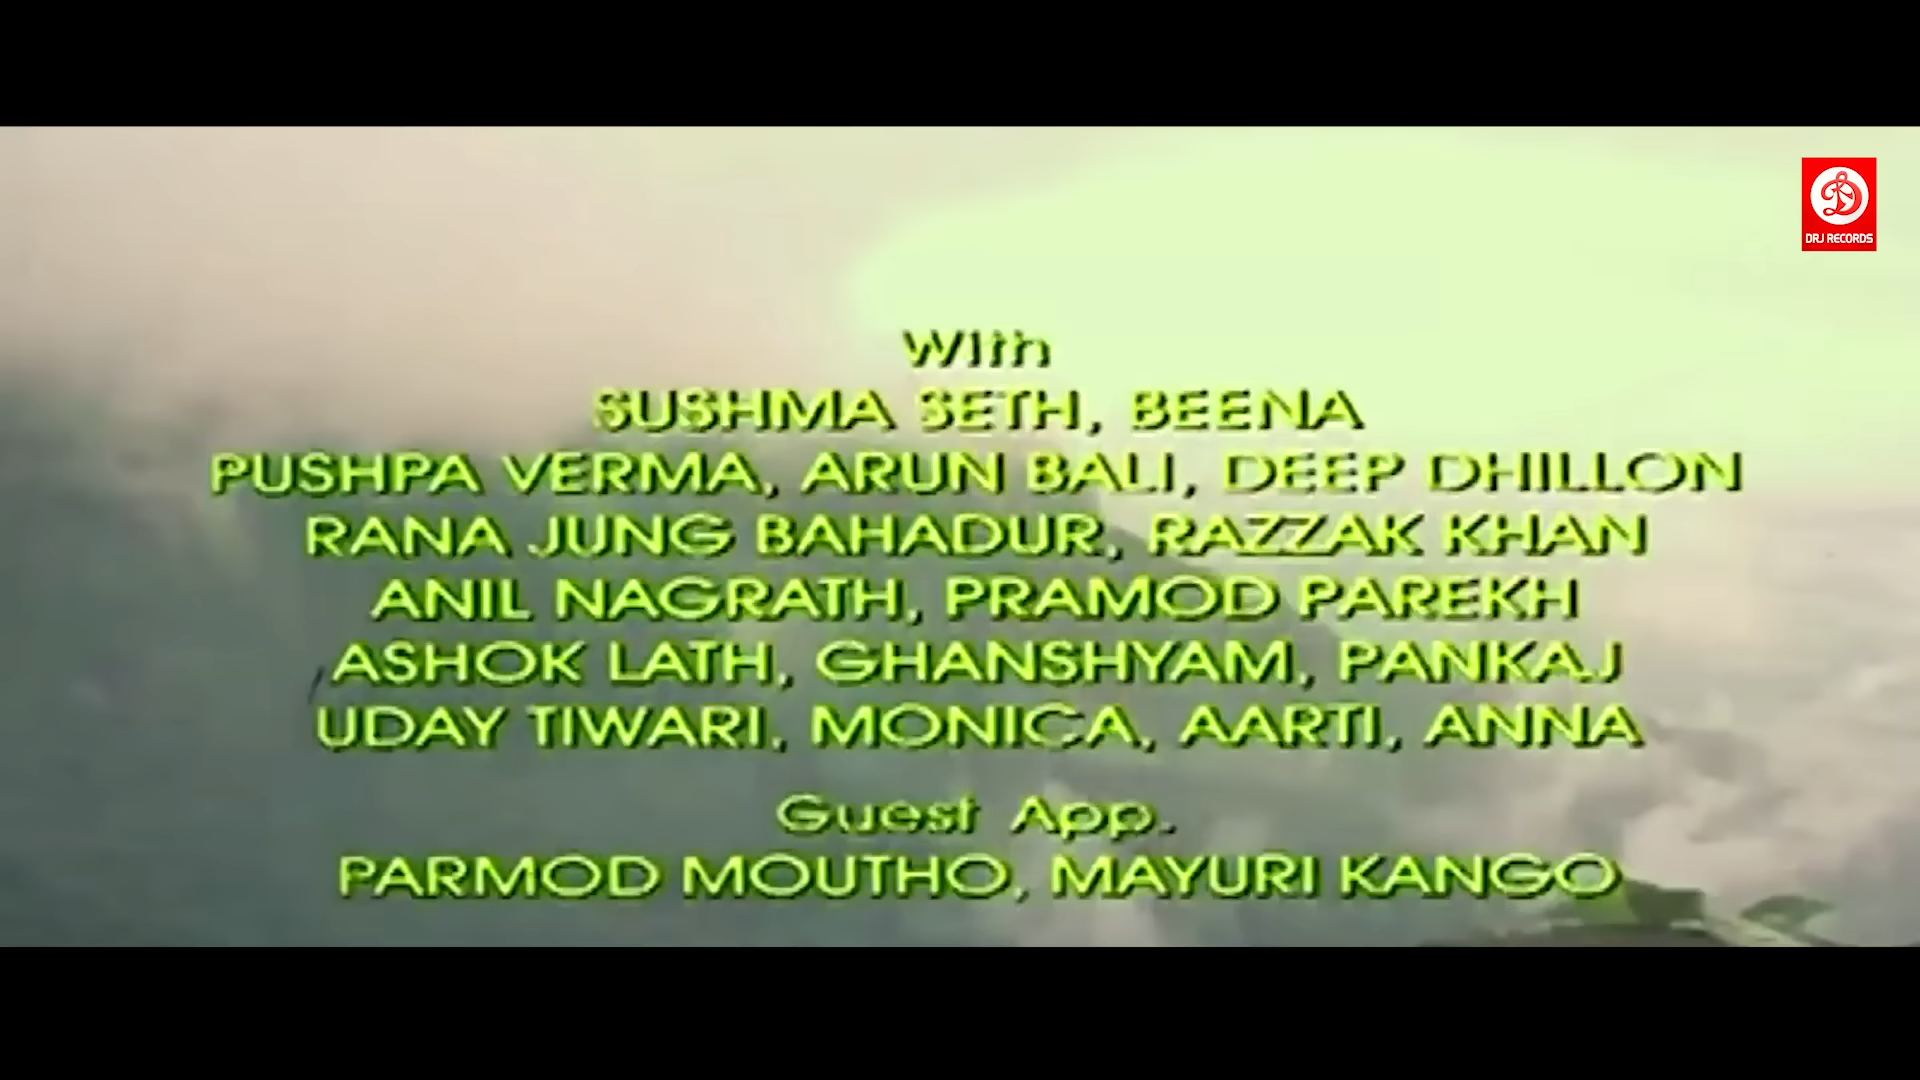 DRJ RECORDS
With
SUSHMA SETH, BEENA
PUSHPA VERMA, ARUN BALI, DEEP DHILLON
RANA JUNG BAHADUR, RAZZAK KHAN
ANIL NAGRATH, PRAMOD PAREKH
ASHOK LATH, GHANSHYAM, PANKAJ
UDAY TIWARI, MONICA, AARTI, ANNA
Guest App.
PARMOD MOUTHO, MAYURI KANGO